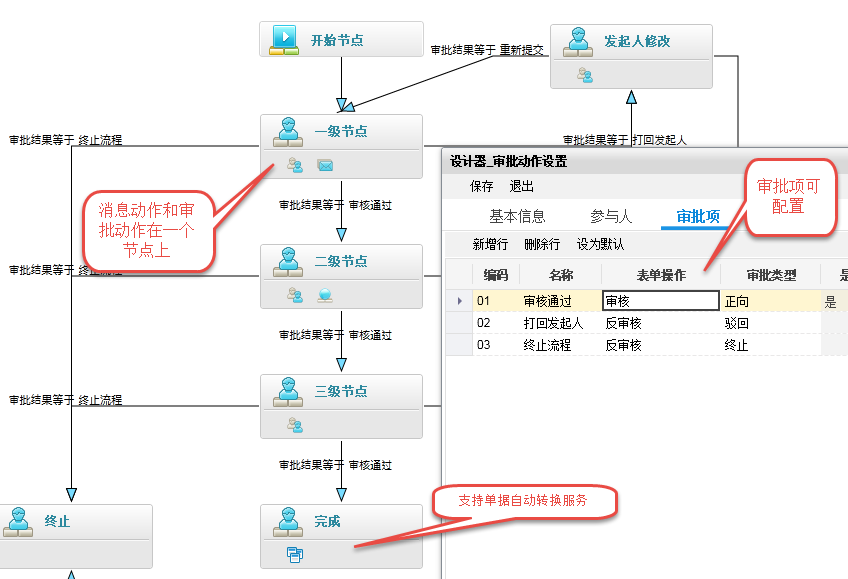 开始节点
审批结果等于 重新提交
发起人修改
审批结果等于 终止流程
一级节点
审批结果等于 打回发起人
消息动作和审
批动作在一个
节点上
审批结果等于 审核通过
审批结果等于 终止流程
二级节点
审批结果等于 审核通过
审批结果等于 终止流程
三级节点
审批结果等于 审核通过
终止
完成
支持单据自动转换服务
设计器_审批动作设置
保存 退出
基本信息 参与人 审批项
审批项可
配置
新增行 删除行 设为默认
编码 名称 表单操作 审批类型 是
01 审核通过 审核 正向 是
02 打回发起人 反审核 驳回
03 终止流程 反审核 终止